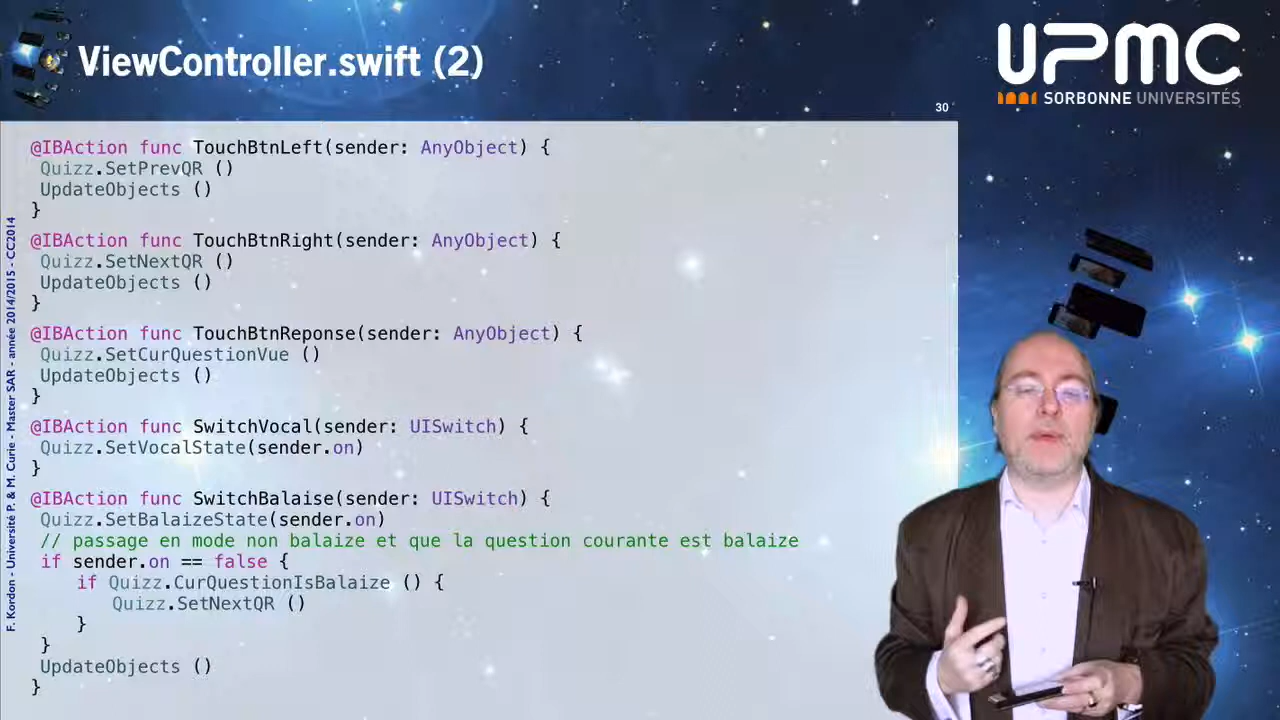 ViewController.swift (2)
UPMC
SORBONNE UNIVERSITÉS
30
@IBAction func TouchBtnLeft(sender: AnyObject) {
Quizz.SetPrevQR ()
UpdateObjects ()
}
@IBAction func TouchBtnRight(sender: AnyObject) {
Quizz.SetNextQR ()
UpdateObjects ()
}
@IBAction func TouchBtnReponse(sender: AnyObject) {
Quizz.SetCurQuestionVue ()
UpdateObjects ()
}
@IBAction func SwitchVocal(sender: UISwitch) {
Quizz.SetVocalState(sender.on)
}
@IBAction func SwitchBalaise(sender: UISwitch) {
Quizz.SetBalaizeState(sender.on)
// passage en mode non balaize et que la question courante est balaize
if sender.on == false {
if Quizz.CurQuestionIsBalaize () {
Quizz.SetNextQR ()
}
}
UpdateObjects ()
}
F. Kordon - Université P. & M. Curie - Master SAR - année 2014/2015 - CC2014